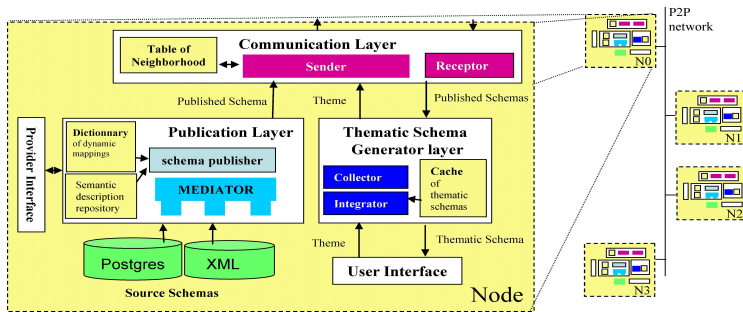 P2P
network
Communication Layer
Table of
Neighborhood
Sender
Receptor
N0
Published Schema
Theme
Published Schemas
Provider Interface
Publication Layer
Dictionnary
of dynamic
mappings
schema publisher
Semantic
description
repository
MEDIATOR
Thematic Schema
Generator layer
Collector
Integrator
Cache
of
thematic
schemas
N1
N2
Theme
Thematic Schema
Postgres
XML
User Interface
Source Schemas
Node
N3